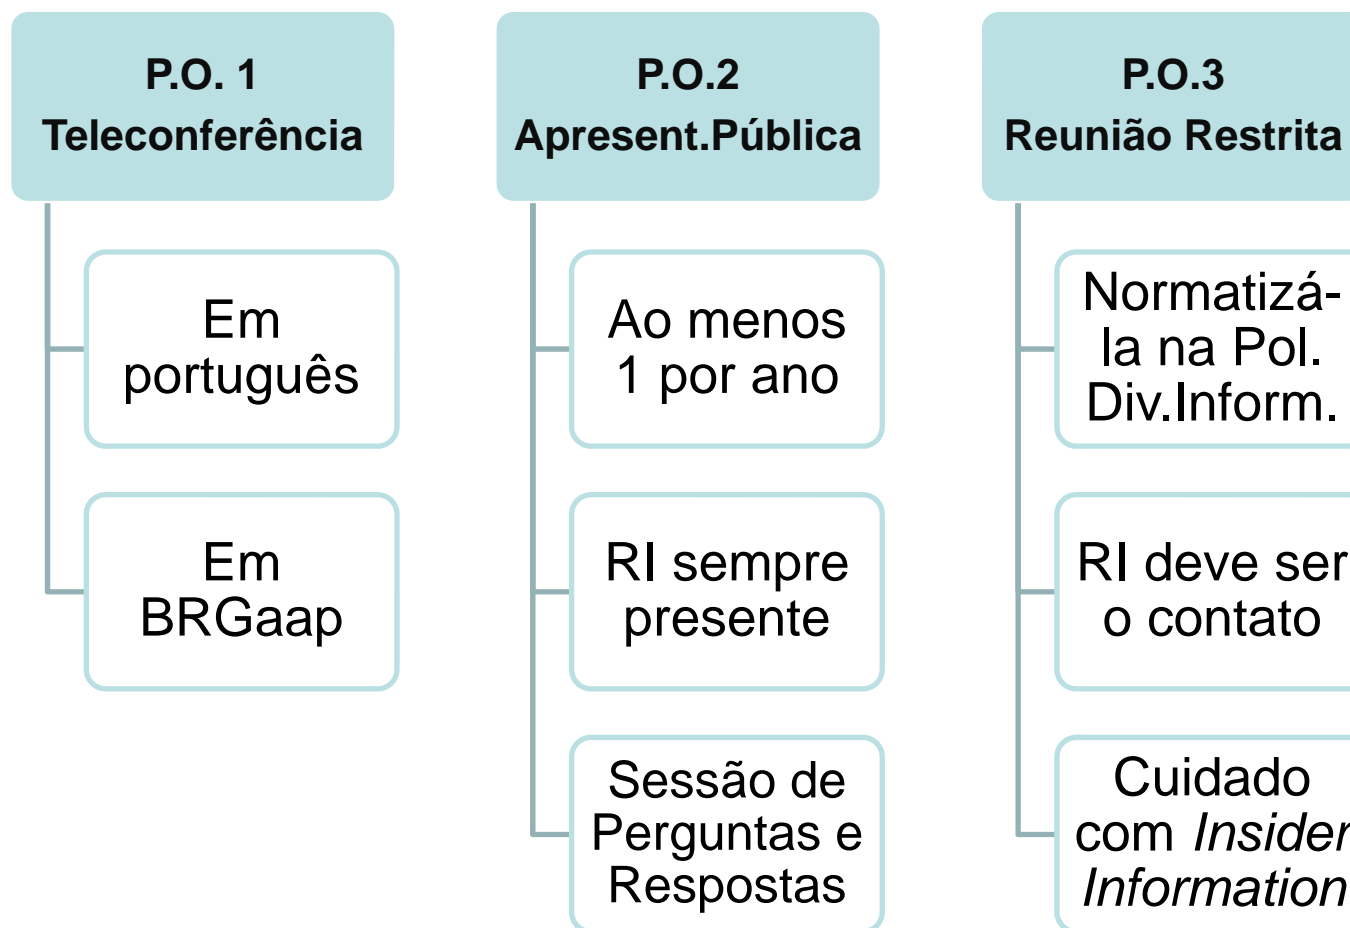 P.O. 1
Teleconferência
Em
português
Em
BRGaap
P.O.2
Apresent.Pública
Ao menos
1 por ano
RI sempre
presente
Sessão de
Perguntas e
Respostas
P.O.3
Reunião Restrita
Normatizá-
la na Pol.
Div.Inform.
RI deve ser
o contato
Cuidado
com Insider
Information